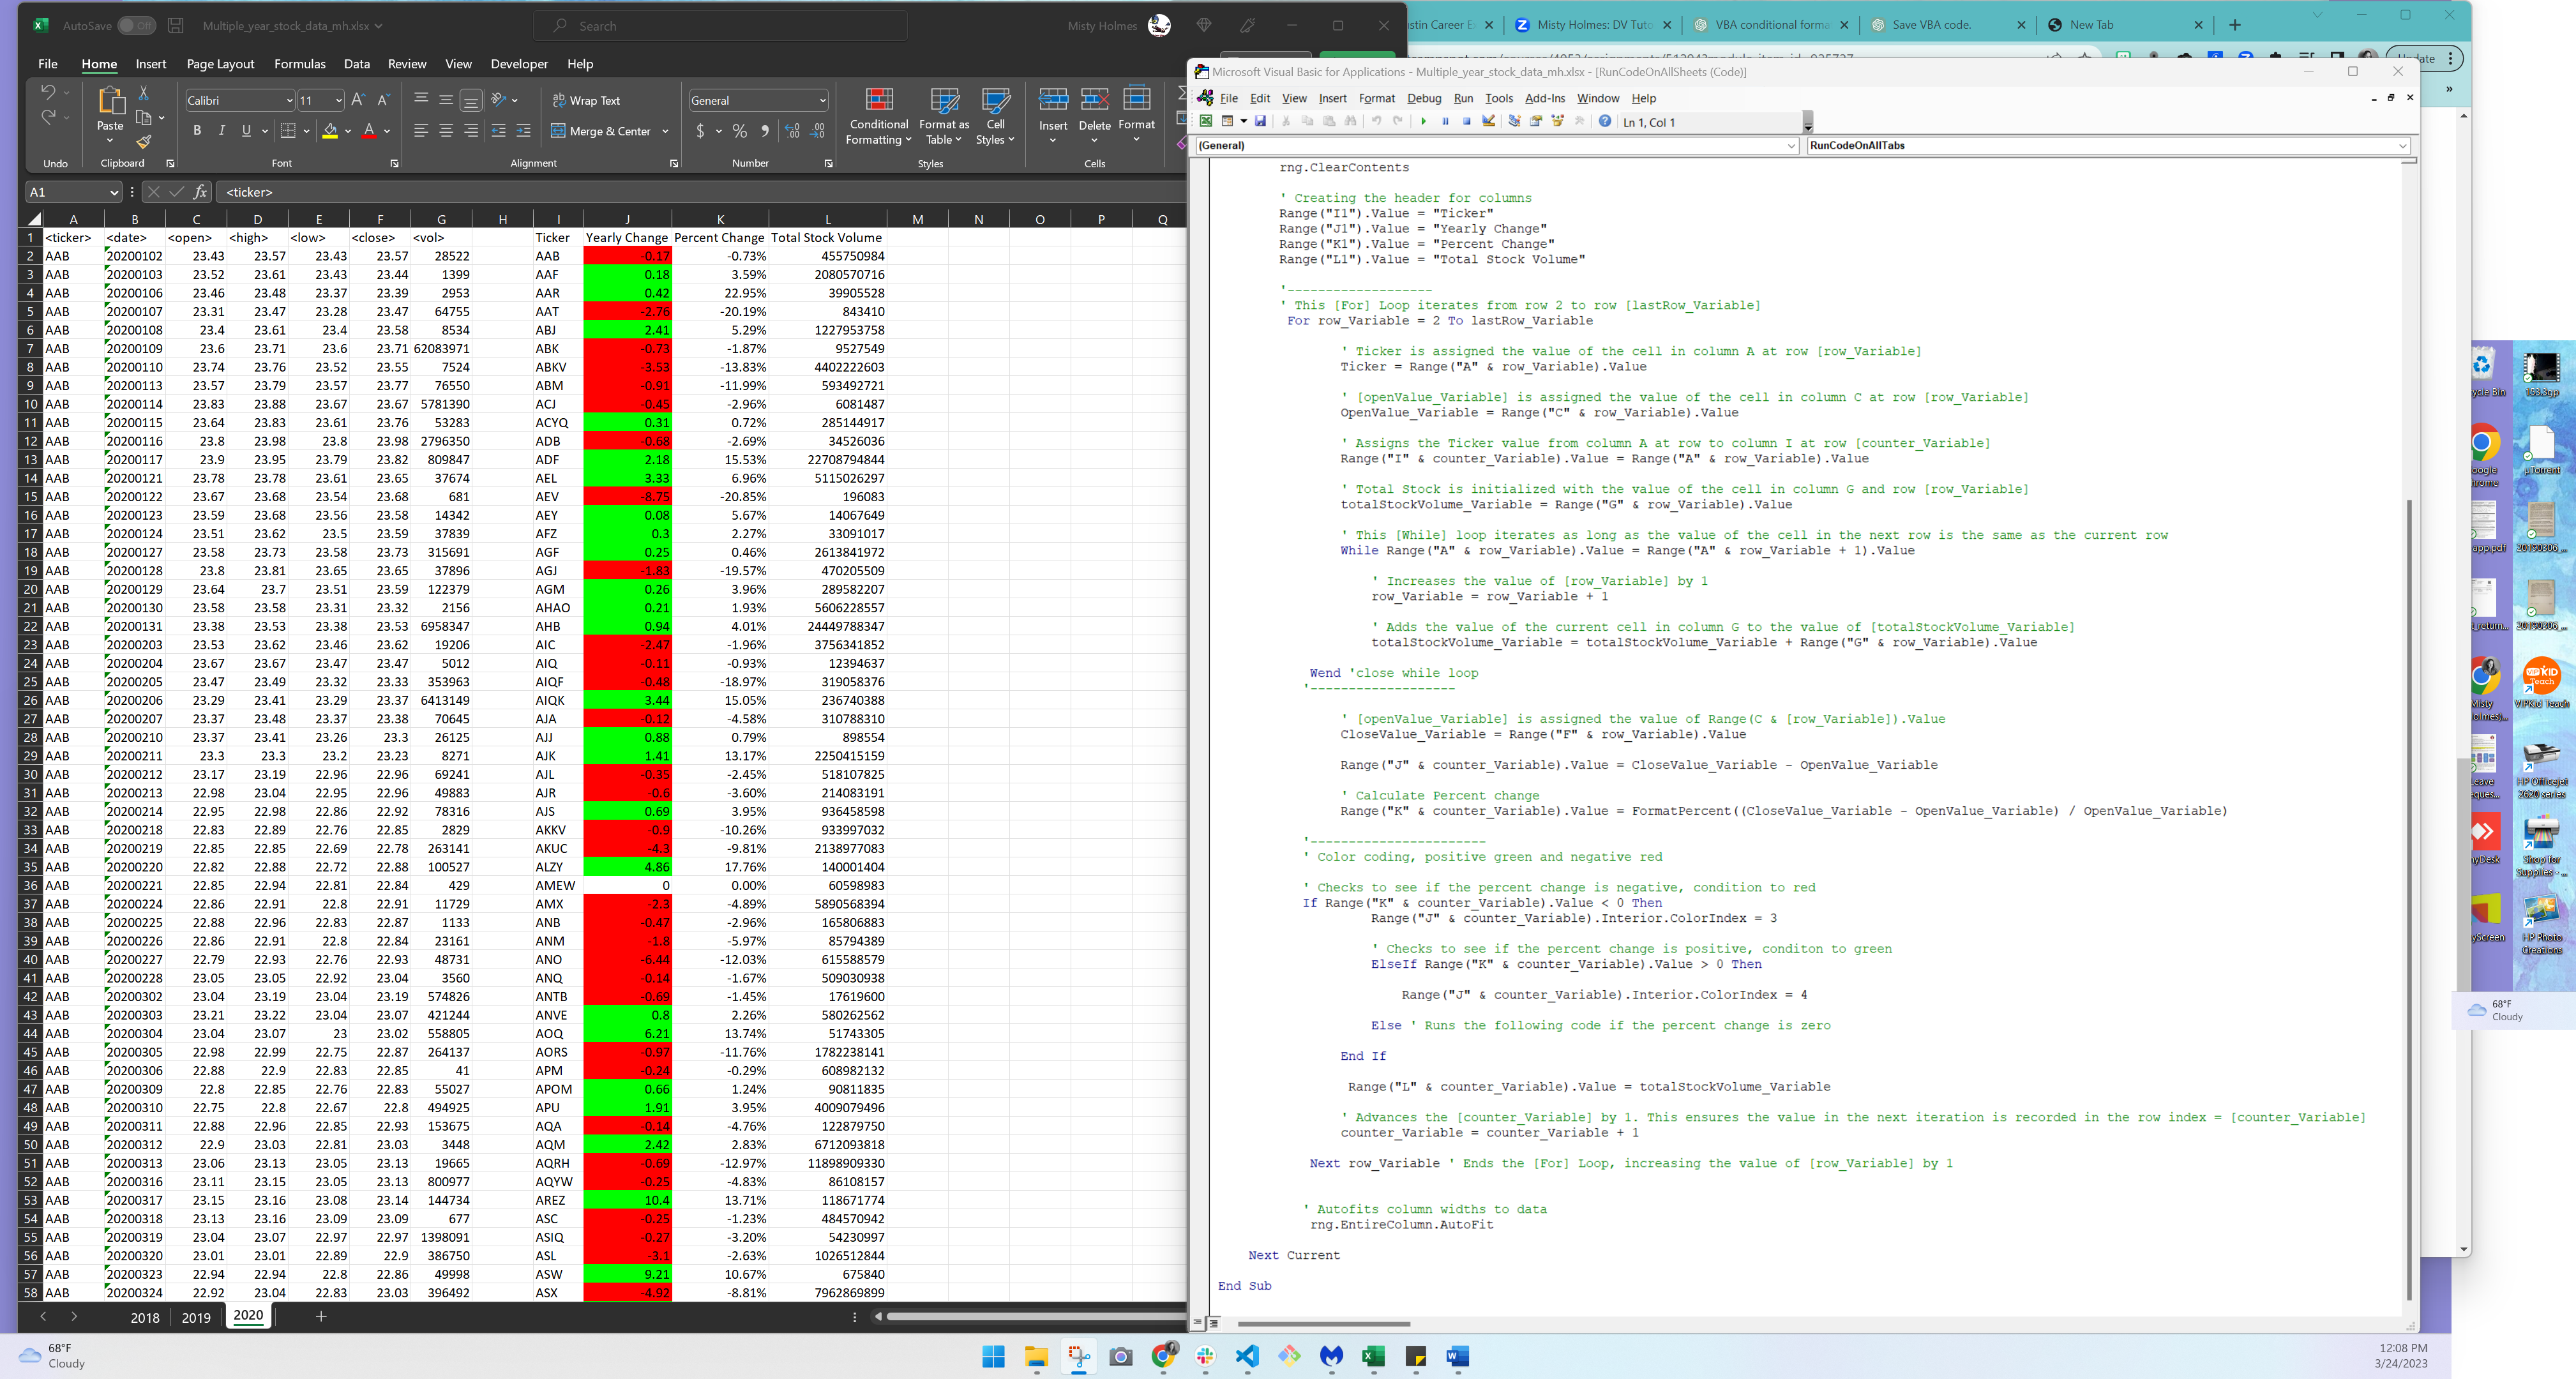 AutoSave Off Multiple_year_stock_data_mh.xlsx Search Misty Holmes
File Home Insert Page Layout Formulas Data Review View Developer Help
Calibri 11 Wrap Text General
Paste Merge & Center Conditional Formatting Format as Table Cell Styles Insert Delete Format
Undo Clipboard Font Alignment Number Styles Cells
A1 fx <ticker>
A B C D E F G H I J K L M N O P Q
1 <ticker> <date> <open> <high> <low> <close> <vol> Ticker Yearly Change Percent Change Total Stock Volume
2 AAB 20200102 23.43 23.57 23.43 23.57 28522 AAB -0.17 -0.73% 455750984
3 AAB 20200103 23.52 23.61 23.43 23.44 1399 AAF 0.18 3.59% 2080570716
4 AAB 20200106 23.46 23.48 23.37 23.39 2953 AAR 0.42 22.95% 39905528
5 AAB 20200107 23.31 23.47 23.28 23.47 64755 AAT -2.76 -20.19% 843410
6 AAB 20200108 23.4 23.61 23.4 23.58 8534 ABJ 2.41 5.29% 1227953758
7 AAB 20200109 23.6 23.71 23.6 23.71 62083971 ABK -0.73 -1.87% 9527549
8 AAB 20200110 23.74 23.76 23.52 23.55 7524 ABKV -3.53 -13.83% 4402222603
9 AAB 20200113 23.57 23.79 23.57 23.77 76550 ABM -0.91 -11.99% 593492721
10 AAB 20200114 23.83 23.88 23.67 23.67 5781390 ACJ -0.45 -2.96% 6081487
11 AAB 20200115 23.64 23.83 23.61 23.76 53283 ACYQ 0.31 0.72% 285144917
12 AAB 20200116 23.8 23.98 23.8 23.98 2796350 ADB -0.68 -2.69% 34526036
13 AAB 20200117 23.9 23.95 23.79 23.82 809847 ADF 2.18 15.53% 22708794844
14 AAB 20200121 23.78 23.78 23.61 23.65 37674 AEL 3.33 6.96% 5115026297
15 AAB 20200122 23.67 23.68 23.54 23.68 681 AEV -8.75 -20.85% 196083
16 AAB 20200123 23.59 23.68 23.56 23.58 14342 AEY 0.08 5.67% 14067649
17 AAB 20200124 23.51 23.62 23.5 23.59 37839 AFZ 0.3 2.27% 33091017
18 AAB 20200127 23.58 23.73 23.58 23.73 315691 AGF 0.25 0.46% 2613841972
19 AAB 20200128 23.8 23.81 23.65 23.65 37896 AGJ -1.83 -19.57% 470205509
20 AAB 20200129 23.64 23.7 23.51 23.59 122379 AGM 0.26 3.96% 289582207
21 AAB 20200130 23.58 23.58 23.31 23.32 2156 AHAO 0.21 1.93% 5606228557
22 AAB 20200131 23.38 23.53 23.38 23.53 6958347 AHB 0.94 4.01% 24449788347
23 AAB 20200203 23.53 23.62 23.46 23.62 19206 AIC -2.47 -1.96% 3756341852
24 AAB 20200204 23.67 23.67 23.47 23.47 5012 AIQ -0.11 -0.93% 12394637
25 AAB 20200205 23.47 23.49 23.32 23.33 353963 AIQF -0.48 -18.97% 319058376
26 AAB 20200206 23.29 23.41 23.29 23.37 6413149 AIQK 3.44 15.05% 236740388
27 AAB 20200207 23.37 23.48 23.37 23.38 70645 AJA -0.12 -4.58% 310788310
28 AAB 20200210 23.37 23.41 23.26 23.3 26125 AJJ 0.88 0.79% 898554
29 AAB 20200211 23.3 23.3 23.2 23.23 8271 AJK 1.41 13.17% 2250415159
30 AAB 20200212 23.17 23.19 22.96 22.96 69241 AJL -0.35 -2.45% 518107825
31 AAB 20200213 22.98 23.04 22.95 22.96 49883 AJR -0.6 -3.60% 214083191
32 AAB 20200214 22.95 22.98 22.86 22.92 78316 AJS 0.69 3.95% 936458598
33 AAB 20200218 22.83 22.89 22.76 22.85 2829 AKKV -0.9 -10.26% 933997032
34 AAB 20200219 22.85 22.85 22.69 22.78 263141 AKUC -4.3 -9.81% 2138977083
35 AAB 20200220 22.82 22.88 22.72 22.88 100527 ALZY 4.86 17.76% 140001404
36 AAB 20200221 22.85 22.94 22.81 22.84 429 AMEW 0 0.00% 60598983
37 AAB 20200224 22.86 22.91 22.8 22.91 11729 AMX -2.3 -4.89% 5890568394
38 AAB 20200225 22.88 22.96 22.83 22.87 1133 ANB -0.47 -2.96% 165806883
39 AAB 20200226 22.86 22.91 22.8 22.84 23161 ANM -1.8 -5.97% 85794389
40 AAB 20200227 22.79 22.93 22.76 22.93 48731 ANO -6.44 -12.03% 615588579
41 AAB 20200228 23.05 23.05 22.92 23.04 3560 ANQ -0.14 -1.67% 509030938
42 AAB 20200302 23.04 23.19 23.04 23.19 574826 ANTB -0.69 -1.45% 17619600
43 AAB 20200303 23.21 23.22 23.04 23.07 421244 ANVE 0.8 2.26% 580262562
44 AAB 20200304 23.04 23.07 23 23.02 558805 AOQ 6.21 13.74% 51743305
45 AAB 20200305 22.98 22.99 22.75 22.87 264137 AORS -0.97 -11.76% 1782238141
46 AAB 20200306 22.88 22.9 22.83 22.85 41 APM -0.24 -0.29% 608982132
47 AAB 20200309 22.8 22.85 22.76 22.83 55027 APOM 0.66 1.24% 90811835
48 AAB 20200310 22.75 22.8 22.67 22.8 494925 APU 1.91 3.95% 4009079496
49 AAB 20200311 22.88 22.96 22.85 22.93 153675 AQA -0.14 -4.76% 122879750
50 AAB 20200312 22.9 23.03 22.81 23.03 3448 AQM 2.42 2.83% 6712093818
51 AAB 20200313 23.06 23.13 23.05 23.13 19665 AQRH -0.69 -12.97% 11898909330
52 AAB 20200316 23.11 23.15 23.05 23.13 800977 AQYW -0.25 -4.83% 86108157
53 AAB 20200317 23.15 23.16 23.08 23.14 144734 AREZ 10.4 13.71% 118671774
54 AAB 20200318 23.13 23.16 23.09 23.09 677 ASC -0.25 -1.23% 484570942
55 AAB 20200319 23.04 23.07 22.97 22.97 1398091 ASIQ -0.27 -3.20% 54230997
56 AAB 20200320 23.01 23.01 22.89 22.9 386750 ASL -3.1 -2.63% 1026512844
57 AAB 20200323 22.94 22.94 22.8 22.86 49998 ASW 9.21 10.67% 675840
58 AAB 20200324 22.92 23.04 22.83 23.03 396492 ASX -4.92 -8.81% 7962869899
2018 2019 2020
Misty Holmes: DV Tuto VBA conditional forma Save VBA code. New Tab
Microsoft Visual Basic for Applications - Multiple_year_stock_data_mh.xlsx - [RunCodeOnAllSheets (Code)]
File Edit View Insert Format Debug Run Tools Add-Ins Window Help
Ln 1, Col 1
(General) RunCodeOnAllTabs
rng.ClearContents
' Creating the header for columns
Range("I1").Value = "Ticker"
Range("J1").Value = "Yearly Change"
Range("K1").Value = "Percent Change"
Range("L1").Value = "Total Stock Volume"
'-------------------
' This [For] Loop iterates from row 2 to row [lastRow_Variable]
For row_Variable = 2 To lastRow_Variable
' Ticker is assigned the value of the cell in column A at row [row_Variable]
Ticker = Range("A" & row_Variable).Value
' [openValue_Variable] is assigned the value of the cell in column C at row [row_Variable]
OpenValue_Variable = Range("C" & row_Variable).Value
' Assigns the Ticker value from column A at row to column I at row [counter_Variable]
Range("I" & counter_Variable).Value = Range("A" & row_Variable).Value
' Total Stock is initialized with the value of the cell in column G and row [row_Variable]
totalStockVolume_Variable = Range("G" & row_Variable).Value
' This [While] loop iterates as long as the value of the cell in the next row is the same as the current row
While Range("A" & row_Variable).Value = Range("A" & row_Variable + 1).Value
' Increases the value of [row_Variable] by 1
row_Variable = row_Variable + 1
' Adds the value of the current cell in column G to the value of [totalStockVolume_Variable]
totalStockVolume_Variable = totalStockVolume_Variable + Range("G" & row_Variable).Value
Wend 'close while loop
'-------------------
' [openValue_Variable] is assigned the value of Range(C & [row_Variable]).Value
CloseValue_Variable = Range("F" & row_Variable).Value
Range("J" & counter_Variable).Value = CloseValue_Variable - OpenValue_Variable
' Calculate Percent change
Range("K" & counter_Variable).Value = FormatPercent((CloseValue_Variable - OpenValue_Variable) / OpenValue_Variable)
'-----------------------
' Color coding, positive green and negative red
' Checks to see if the percent change is negative, condition to red
If Range("K" & counter_Variable).Value < 0 Then
Range("J" & counter_Variable).Interior.ColorIndex = 3
' Checks to see if the percent change is positive, conditon to green
ElseIf Range("K" & counter_Variable).Value > 0 Then
Range("J" & counter_Variable).Interior.ColorIndex = 4
Else ' Runs the following code if the percent change is zero
End If
Range("L" & counter_Variable).Value = totalStockVolume_Variable
' Advances the [counter_Variable] by 1. This ensures the value in the next iteration is recorded in the row index = [counter_Variable]
counter_Variable = counter_Variable + 1
Next row_Variable ' Ends the [For] Loop, increasing the value of [row_Variable] by 1
' Autofits column widths to data
rng.EntireColumn.AutoFit
Next Current
End Sub
µTorrent
20190306_...
20190306_...
VIPKid Teach
HP Officejet 2620 series
Shop for Supplies - ...
HP Photo Creations
68°F
Cloudy
68°F
Cloudy
12:08 PM
3/24/2023